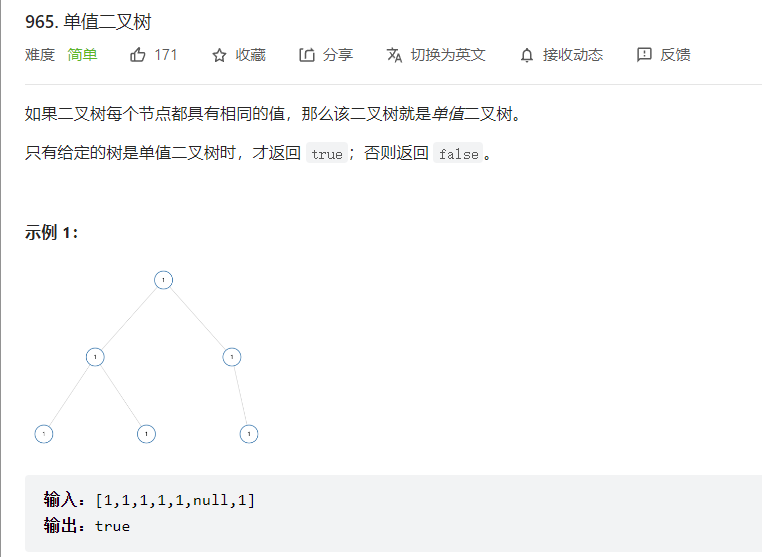 965. 单值二叉树
难度 简单 171 收藏 分享 切换为英文 接收动态 反馈
如果二叉树每个节点都具有相同的值，那么该二叉树就是单值二叉树。
只有给定的树是单值二叉树时，才返回 true；否则返回 false。
示例 1：
1
1 1
1 1 1
输入：[1,1,1,1,1,null,1]
输出：true